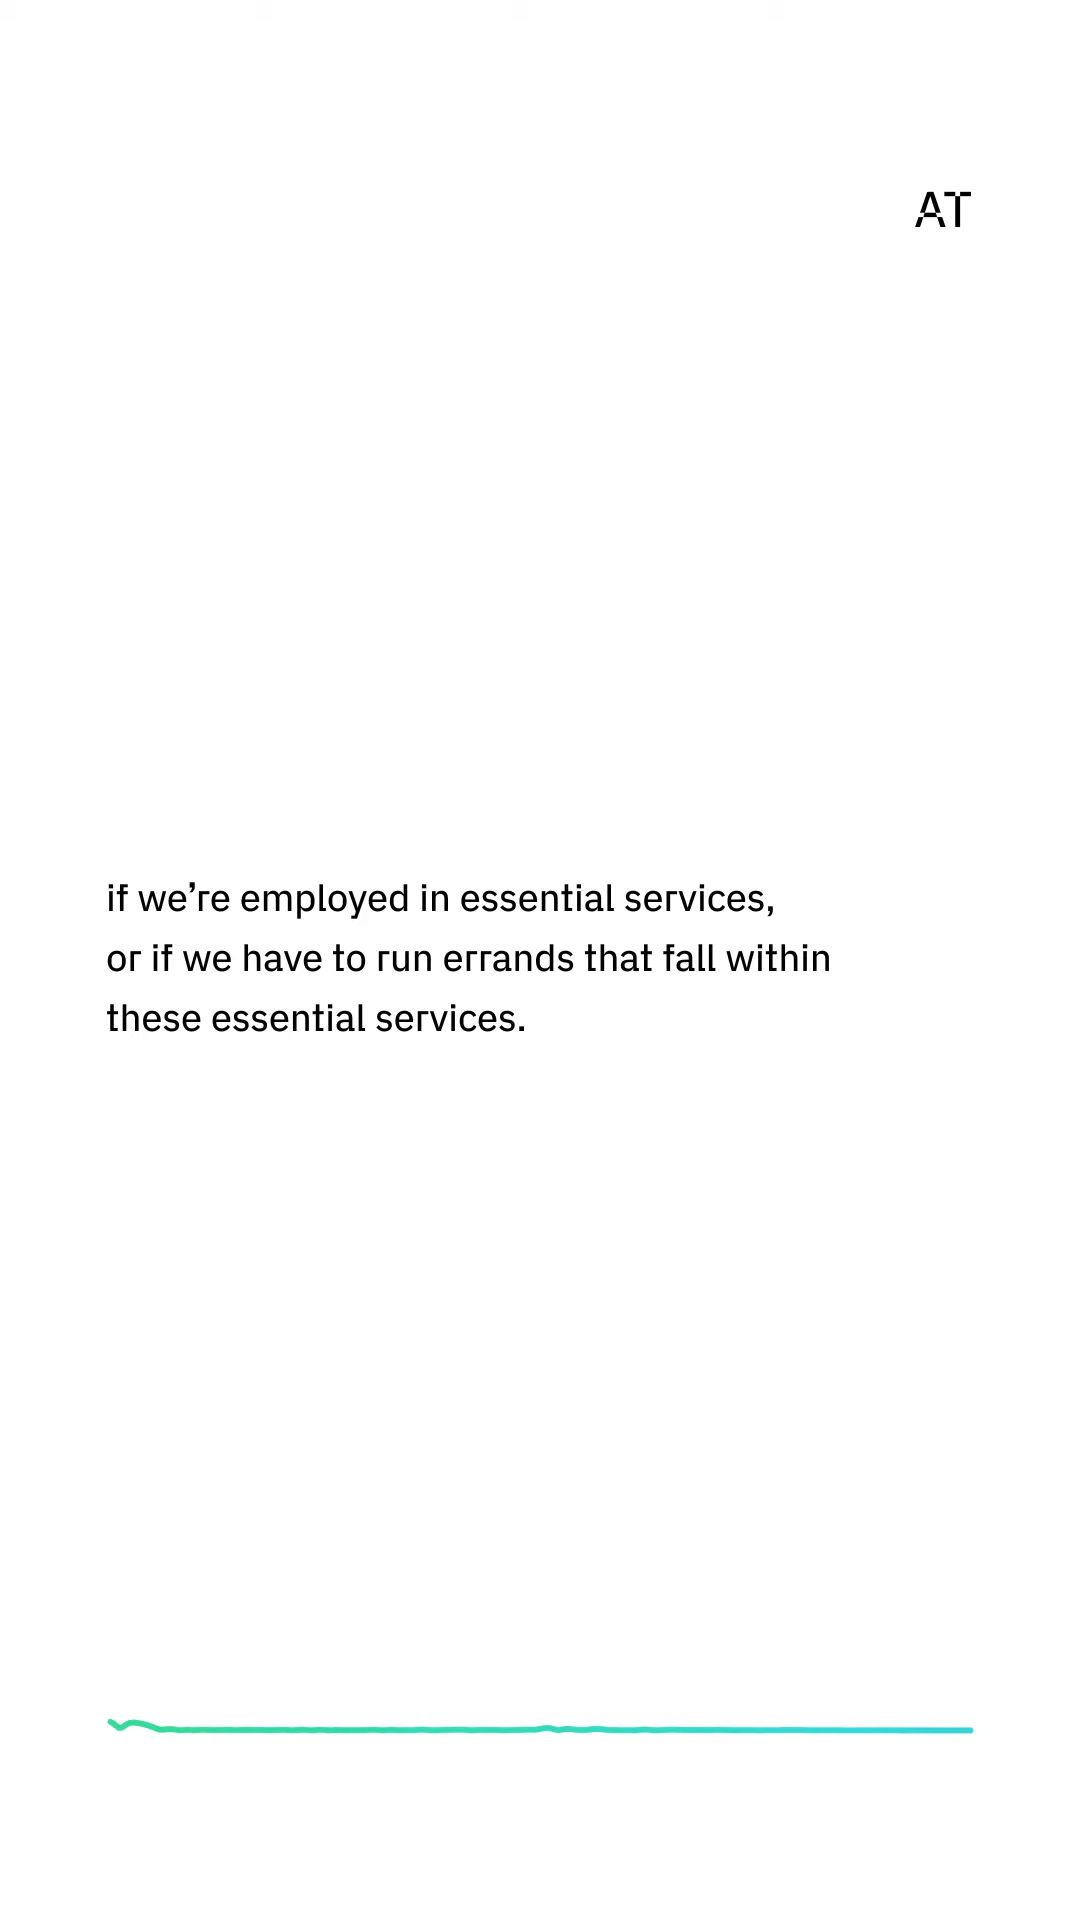 AT
if we’re employed in essential services,
or if we have to run errands that fall within
these essential services.